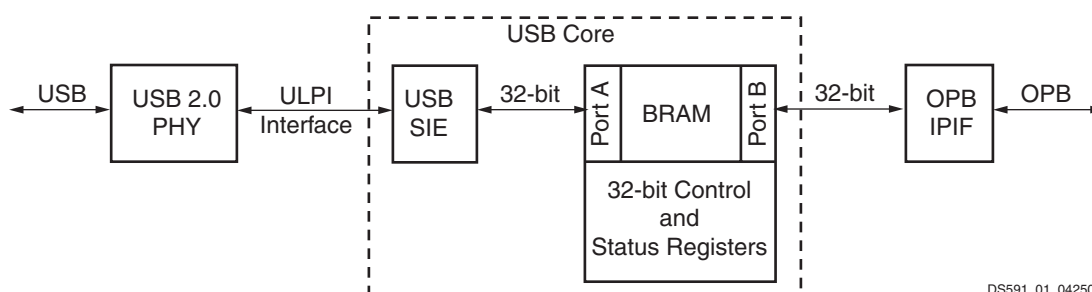 USB Core
USB
USB 2.0
PHY
ULPI
Interface
USB
SIE
32-bit
Port A
BRAM
Port B
32-bit
OPB
IPIF
OPB
32-bit Control
and
Status Registers